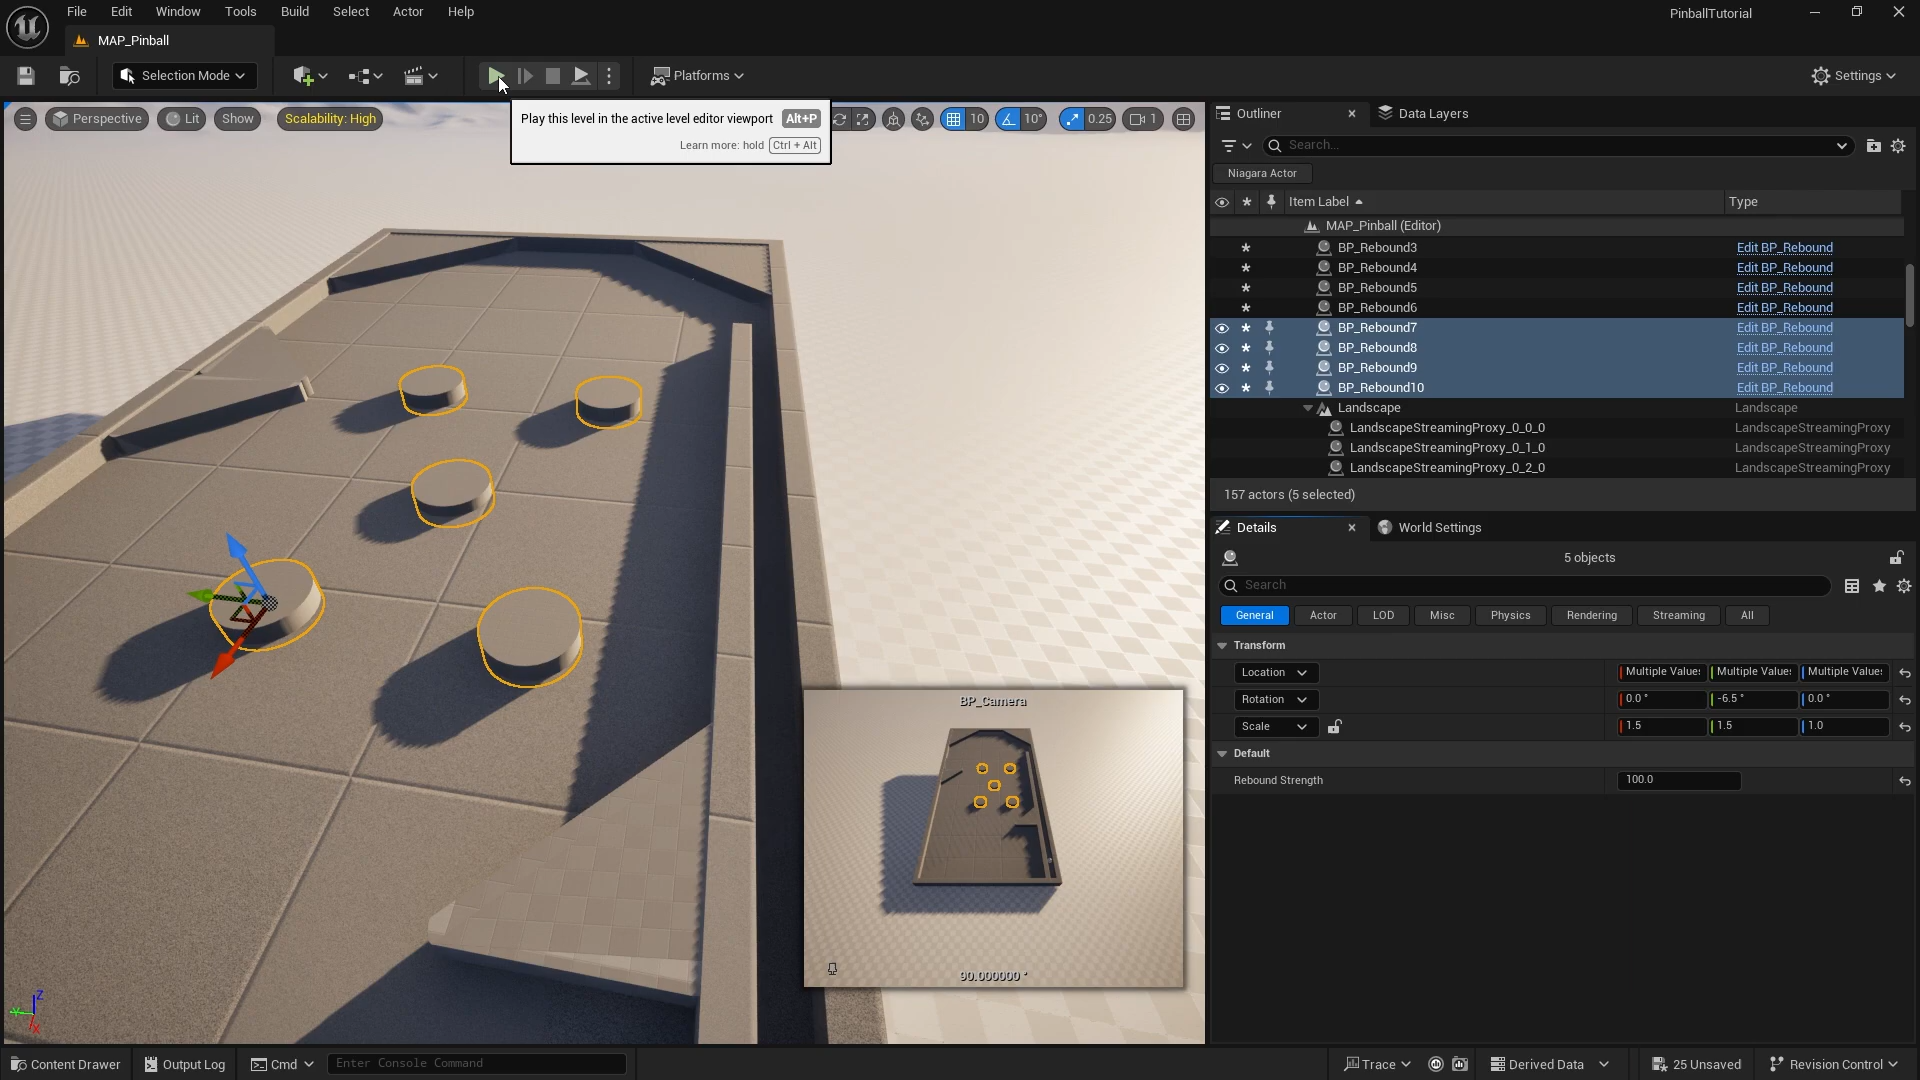 File Edit Window Tools Build Select Actor Help
PinballTutorial
MAP_Pinball
Selection Mode
Platforms
Settings
Perspective Lit Show Scalability: High
10 10° 0.25 1
Play this level in the active level editor viewport Alt+P
Learn more: hold Ctrl + Alt
BP_Camera
90.000000 °
Z
Y
X
Outliner Data Layers
Search...
Niagara Actor
Item Label Type
MAP_Pinball (Editor)
BP_Rebound3 Edit BP_Rebound
BP_Rebound4 Edit BP_Rebound
BP_Rebound5 Edit BP_Rebound
BP_Rebound6 Edit BP_Rebound
BP_Rebound7 Edit BP_Rebound
BP_Rebound8 Edit BP_Rebound
BP_Rebound9 Edit BP_Rebound
BP_Rebound10 Edit BP_Rebound
Landscape Landscape
LandscapeStreamingProxy_0_0_0 LandscapeStreamingProxy
LandscapeStreamingProxy_0_1_0 LandscapeStreamingProxy
LandscapeStreamingProxy_0_2_0 LandscapeStreamingProxy
157 actors (5 selected)
Details World Settings
5 objects
Search
General Actor LOD Misc Physics Rendering Streaming All
Transform
Location Multiple Values Multiple Values Multiple Values
Rotation 0.0 ° -6.5 ° 0.0 °
Scale 1.5 1.5 1.0
Default
Rebound Strength 100.0
Content Drawer Output Log Cmd Enter Console Command Trace Derived Data 25 Unsaved Revision Control